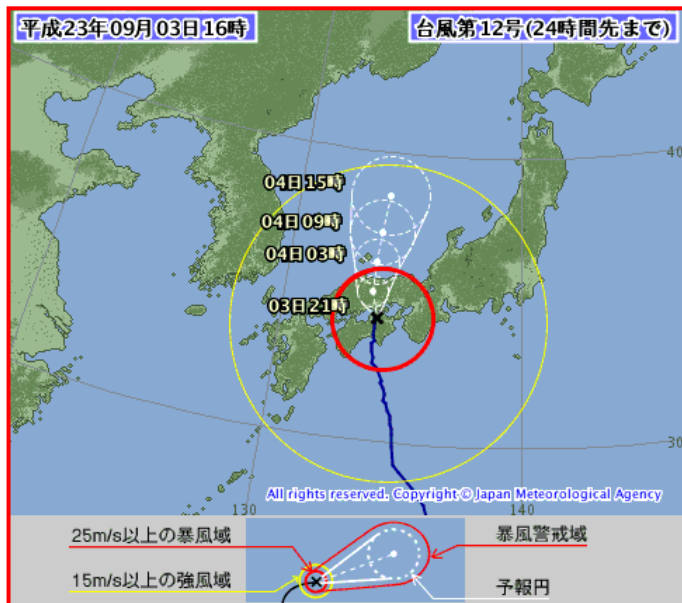 平成23年09月03日16時
台風第12号(24時間先まで)
40
04日15時
04日09時
04日03時
03日21時
30
All rights reserved. Copyright © Japan Meteorological Agency
130
140
25m/s以上の暴風域
暴風警戒域
15m/s以上の強風域
予報円